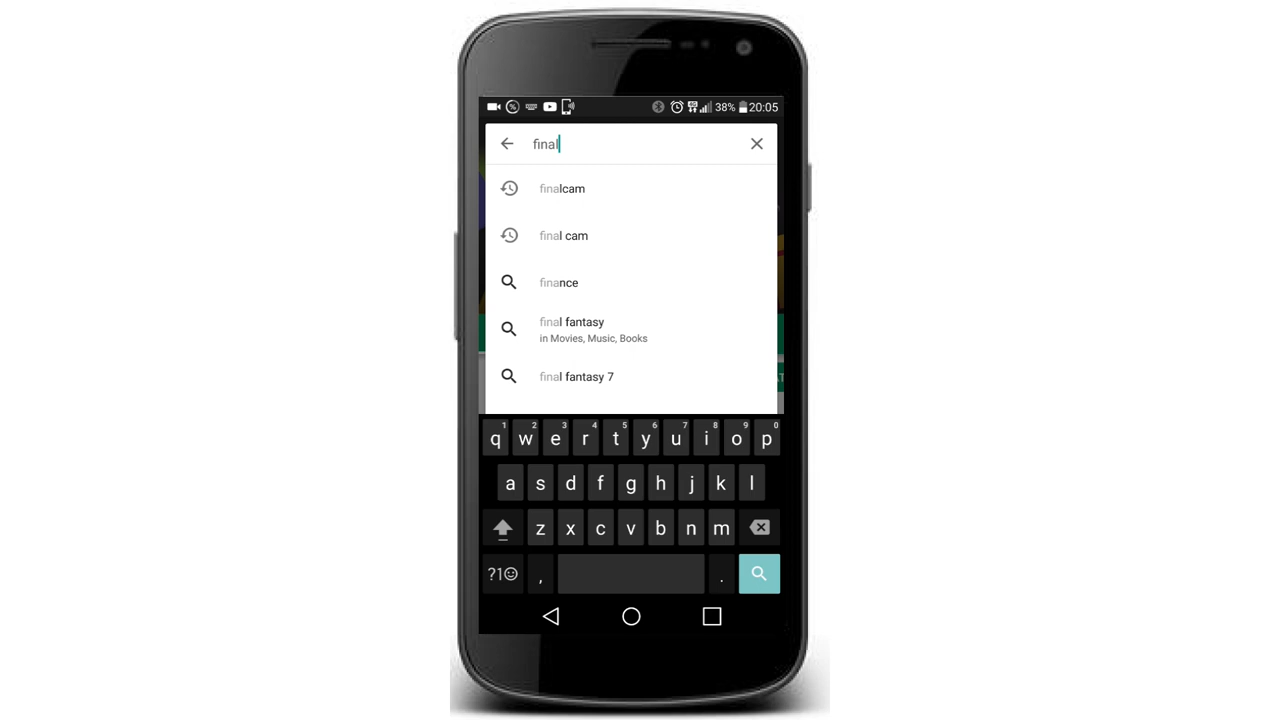 38% 20:05
final
finalcam
final cam
finance
final fantasy
in Movies, Music, Books
final fantasy 7
1 2 3 4 5 6 7 8 9 0
q w e r t y u i o p
a s d f g h j k l
z x c v b n m
?1☺ , .